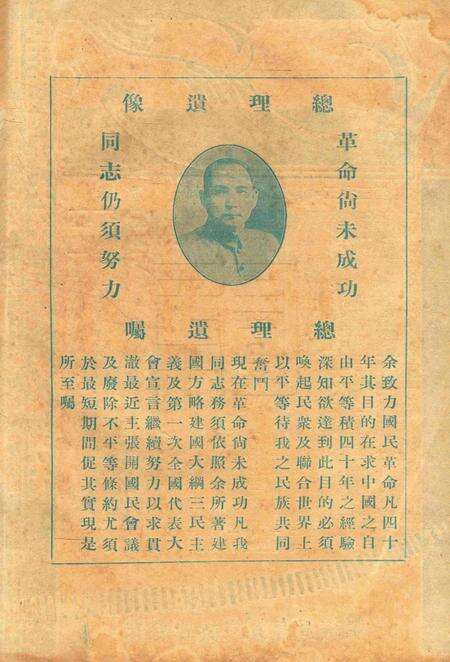 總理遺像
革命尙未成功
同志仍須努力
總理遺囑
余致力國民革命凡四十
年其目的在求中國之自
由平等積四十年之經驗
深知欲達到此目的必須
喚起民衆及聯合世界上
以平等待我之民族共同
奮鬥
現在革命尙未成功凡我
同志務須依照余所著建
國方略建國大綱三民主
義及第一次全國代表大
會宣言繼續努力以求貫
澈最近主張開國民會議
及廢除不平等條約尤須
於最短期間促其實現是
所至囑